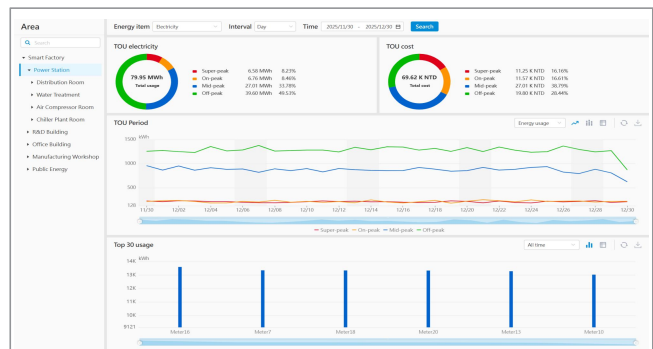 Area
Search
Smart Factory
Power Station
Distribution Room
Water Treatment
Air Compressor Room
Chiller Plant Room
R&D Building
Office Building
Manufacturing Workshop
Public Energy
Energy item Electricity Interval Day Time 2025/11/30 - 2025/12/30 Search
TOU electricity
79.95 MWh
Total usage
Super-peak 6.58 MWh 8.23%
On-peak 6.76 MWh 8.46%
Mid-peak 27.01 MWh 33.78%
Off-peak 39.60 MWh 49.53%
TOU cost
69.62 K NTD
Total cost
Super-peak 11.25 K NTD 16.16%
On-peak 11.57 K NTD 16.61%
Mid-peak 27.01 K NTD 38.79%
Off-peak 19.80 K NTD 28.44%
TOU Period Energy usage
kWh
1500
1000
500
126
11/30 12/02 12/04 12/06 12/08 12/10 12/12 12/14 12/16 12/18 12/20 12/22 12/24 12/26 12/28 12/30
Super-peak On-peak Mid-peak Off-peak
Top 30 usage All time
kWh
14K
13K
12K
11K
10K
9121
Meter16 Meter7 Meter18 Meter20 Meter13 Meter15